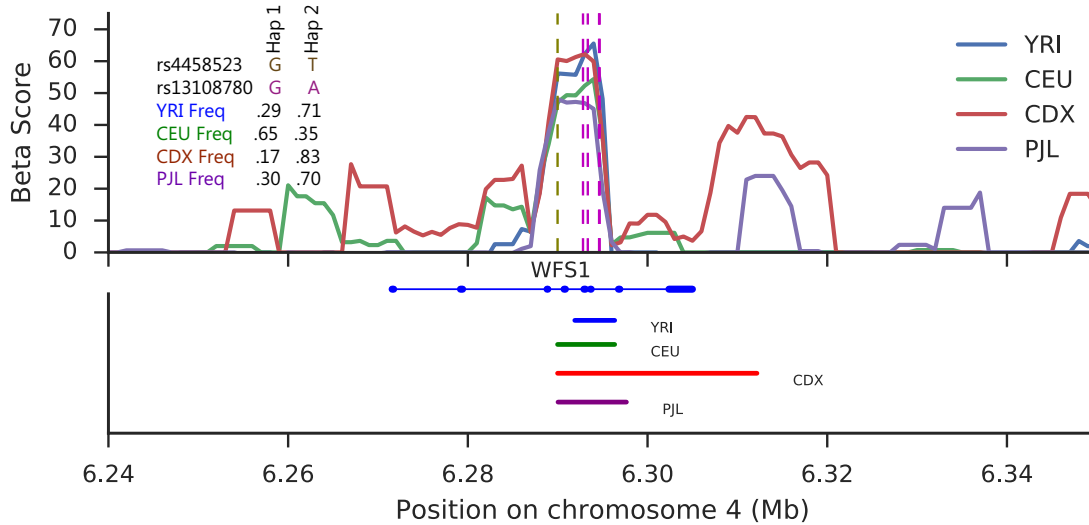 Hap 1
Hap 2
rs4458523 G T
rs13108780 G A
YRI Freq .29 .71
CEU Freq .65 .35
CDX Freq .17 .83
PJL Freq .30 .70
YRI
CEU
CDX
PJL
Beta Score
70
60
50
40
30
20
10
0
WFS1
YRI
CEU
CDX
PJL
6.24 6.26 6.28 6.30 6.32 6.34
Position on chromosome 4 (Mb)